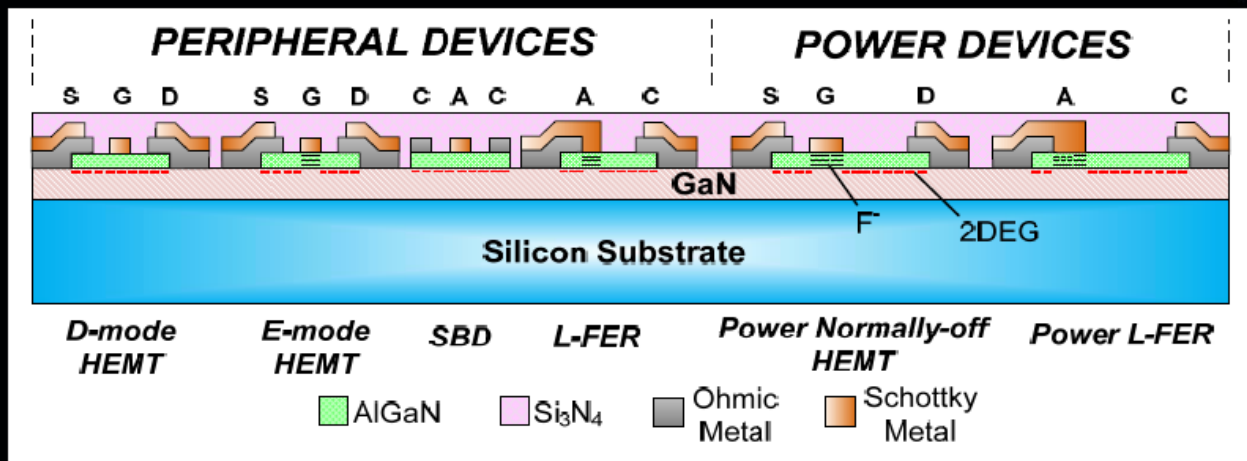 PERIPHERAL DEVICES
POWER DEVICES
S G D S G D C A C A C S G D A C
GaN
F-
2DEG
Silicon Substrate
D-mode
HEMT
E-mode
HEMT
SBD
L-FER
Power Normally-off
HEMT
Power L-FER
AlGaN
Si₃N₄
Ohmic
Metal
Schottky
Metal